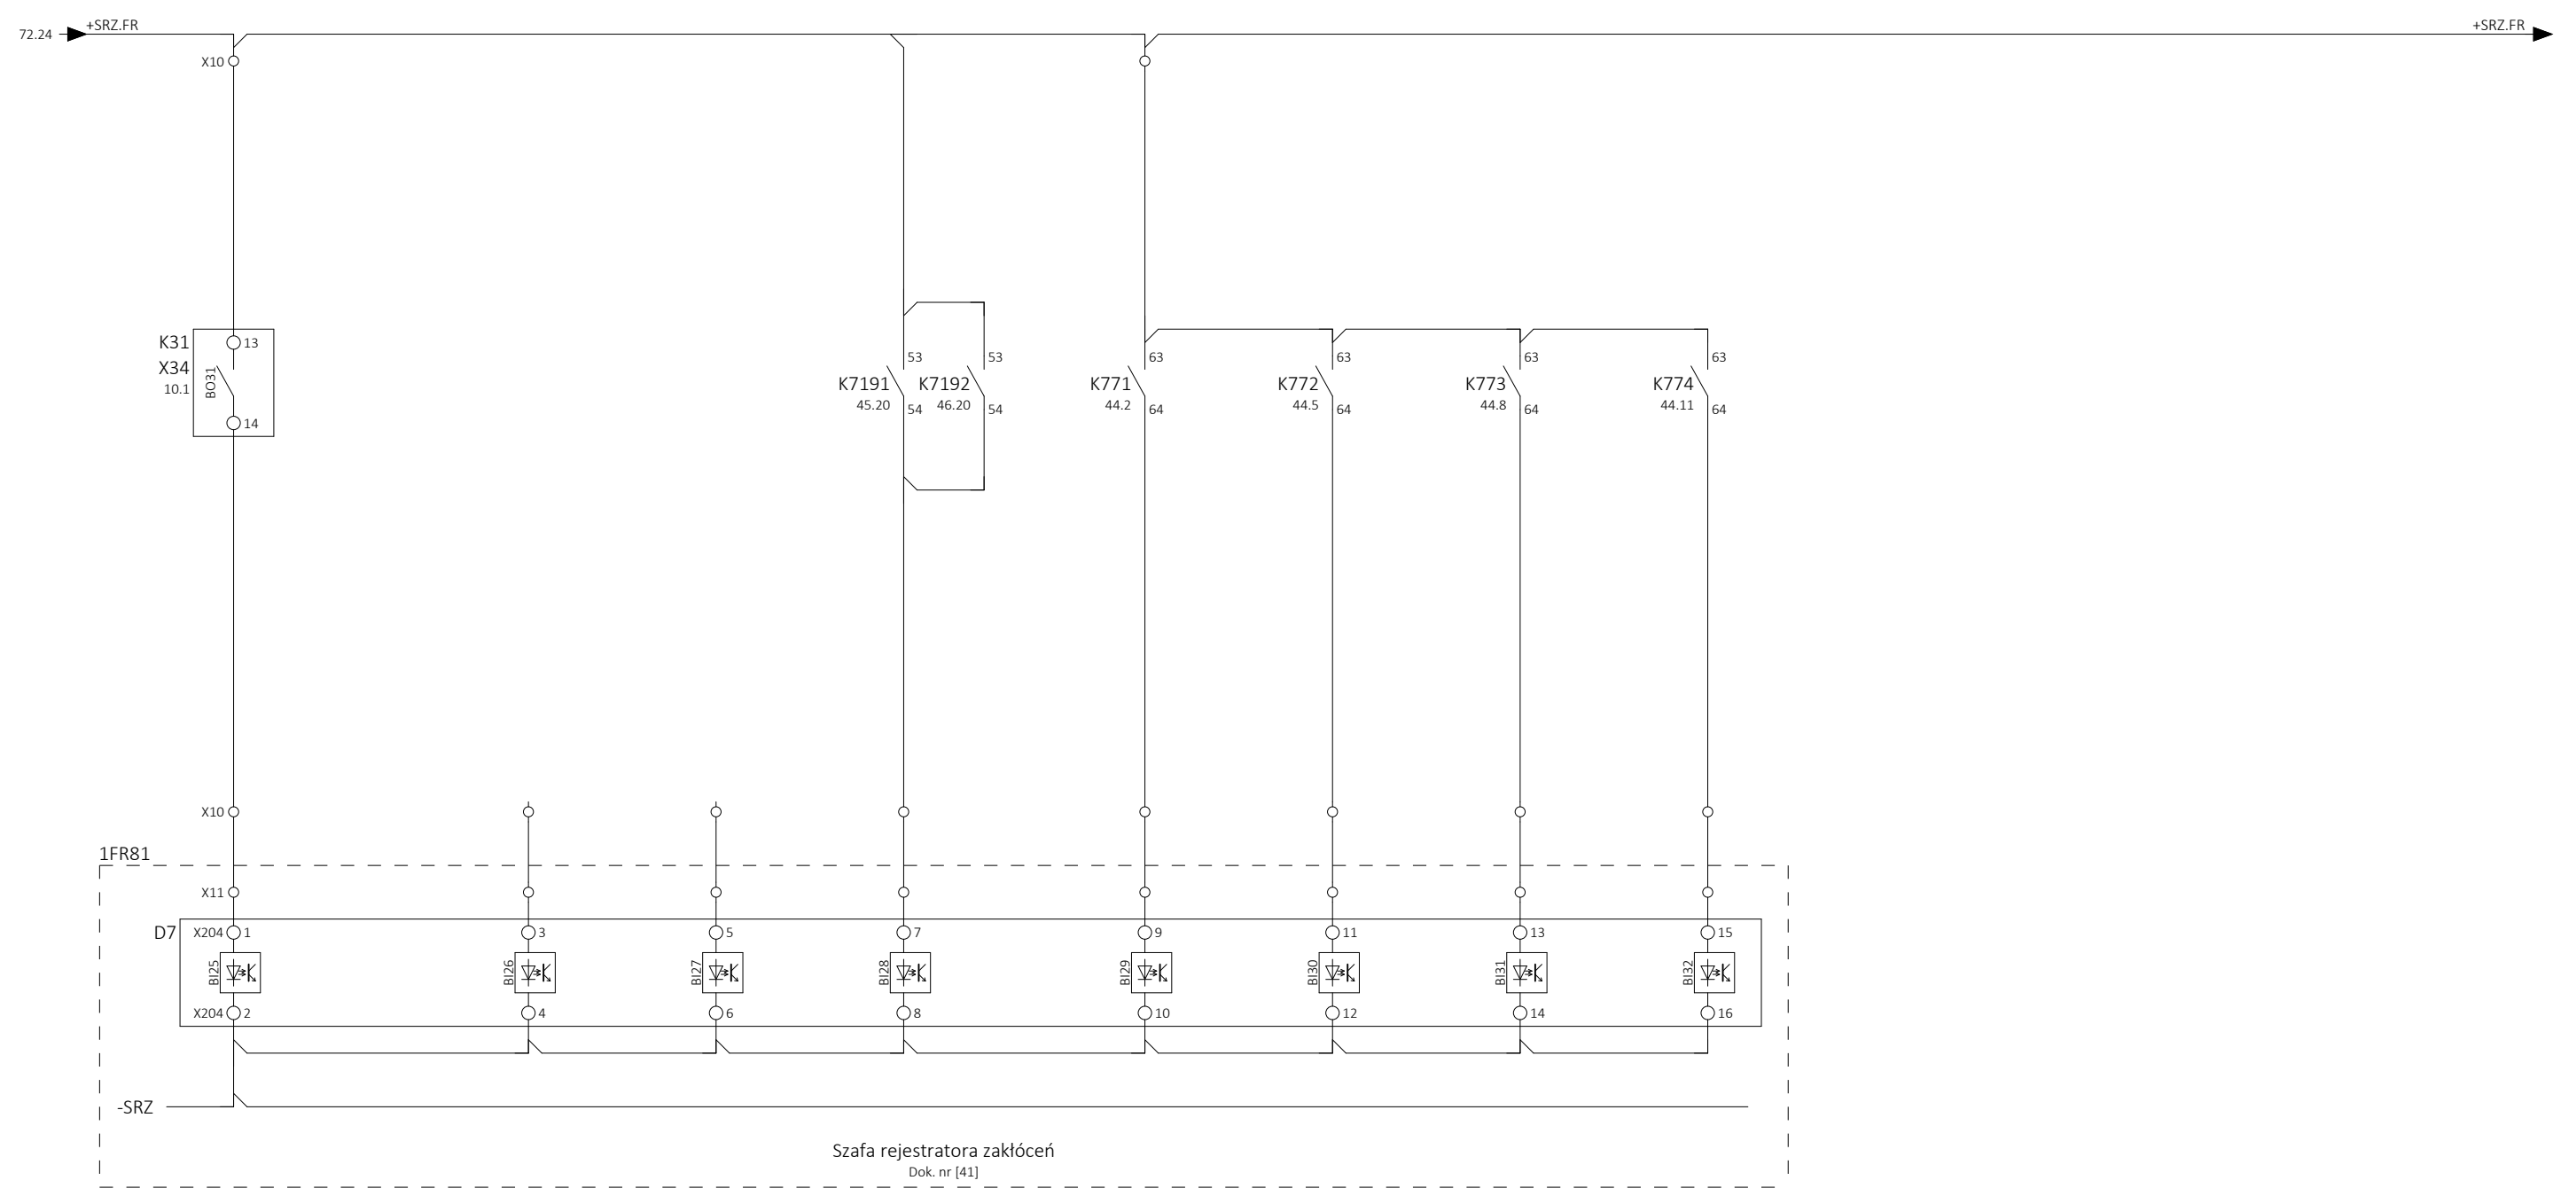 +SRZ.FR
+SRZ.FR
72.24
X10
K31
13
X34
10.1
BO31
14
53
53
63
63
63
63
K7191
K7192
K771
K772
K773
K774
45.20
54
46.20
54
44.2
64
44.5
64
44.8
64
44.11
64
X10
1FR81
X11
D7
X204
1
3
5
7
9
11
13
15
BI25
BI26
BI27
BI28
BI29
BI30
BI31
BI32
X204
2
4
6
8
10
12
14
16
-SRZ
Szafa rejestratora zakłóceń
Dok. nr [41]